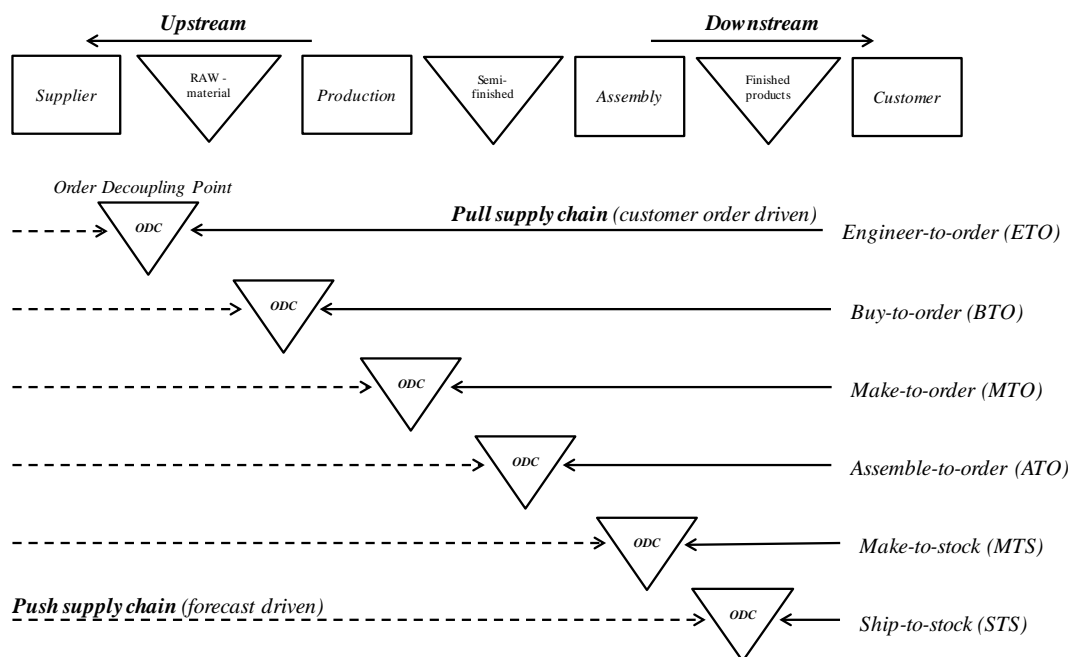 Upstream
Downstream
Supplier
RAW -
material
Production
Semi-
finished
Assembly
Finished
products
Customer
Order Decoupling Point
ODC
Pull supply chain (customer order driven)
Engineer-to-order (ETO)
ODC
Buy-to-order (BTO)
ODC
Make-to-order (MTO)
ODC
Assemble-to-order (ATO)
ODC
Make-to-stock (MTS)
Push supply chain (forecast driven)
ODC
Ship-to-stock (STS)